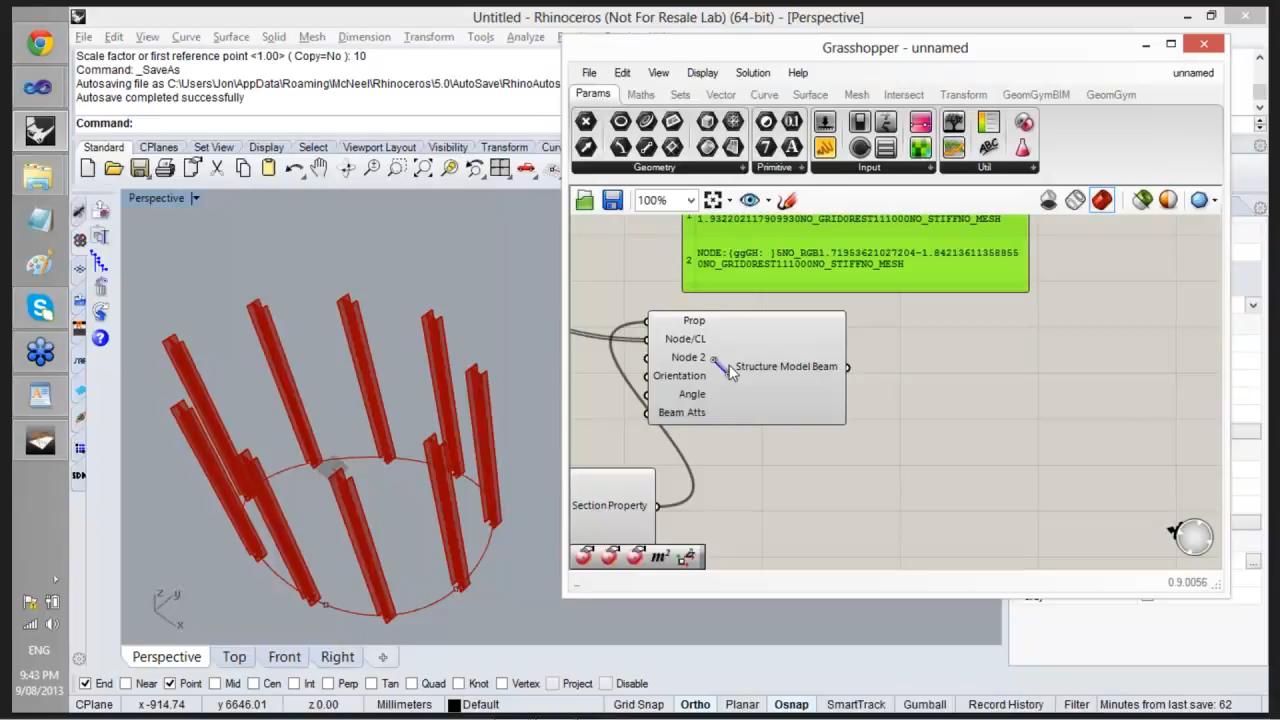 Untitled - Rhinoceros (Not For Resale Lab) (64-bit) - [Perspective]
File Edit View Curve Surface Solid Mesh Dimension Transform Tools Analyze
Scale factor or first reference point <1.00> ( Copy=No ): 10
Command: _SaveAs
Autosaving file as C:\Users\Jon\AppData\Roaming\McNeel\Rhinoceros\5.0\AutoSave\RhinoAutos
Autosave completed successfully
Command:
Standard CPlanes Set View Display Select Viewport Layout Visibility Transform
Perspective
Grasshopper - unnamed
File Edit View Display Solution Help unnamed
Params Maths Sets Vector Curve Surface Mesh Intersect Transform GeomGymBIM GeomGym
Geometry Primitive Input Util
100%
1.932202117909930NO_GRID0REST111000NO_STIFFNO_MESH
2 NODE:{ggGH: }5NO_RGB1.71953621027204-1.8421361135885 5
0NO_GRID0REST111000NO_STIFFNO_MESH
Prop
Node/CL
Node 2
Structure Model Beam
Orientation
Angle
Beam Atts
Section Property
m²
0.9.0056
z y
x
ENG
9:43 PM
9/08/2013
Perspective Top Front Right
End Near Point Mid Cen Int Perp Tan Quad Knot Vertex Project Disable
CPlane x -914.74 y 6646.01 z 0.00 Millimeters Default Grid Snap Ortho Planar Osnap SmartTrack Gumball Record History Filter Minutes from last save: 62